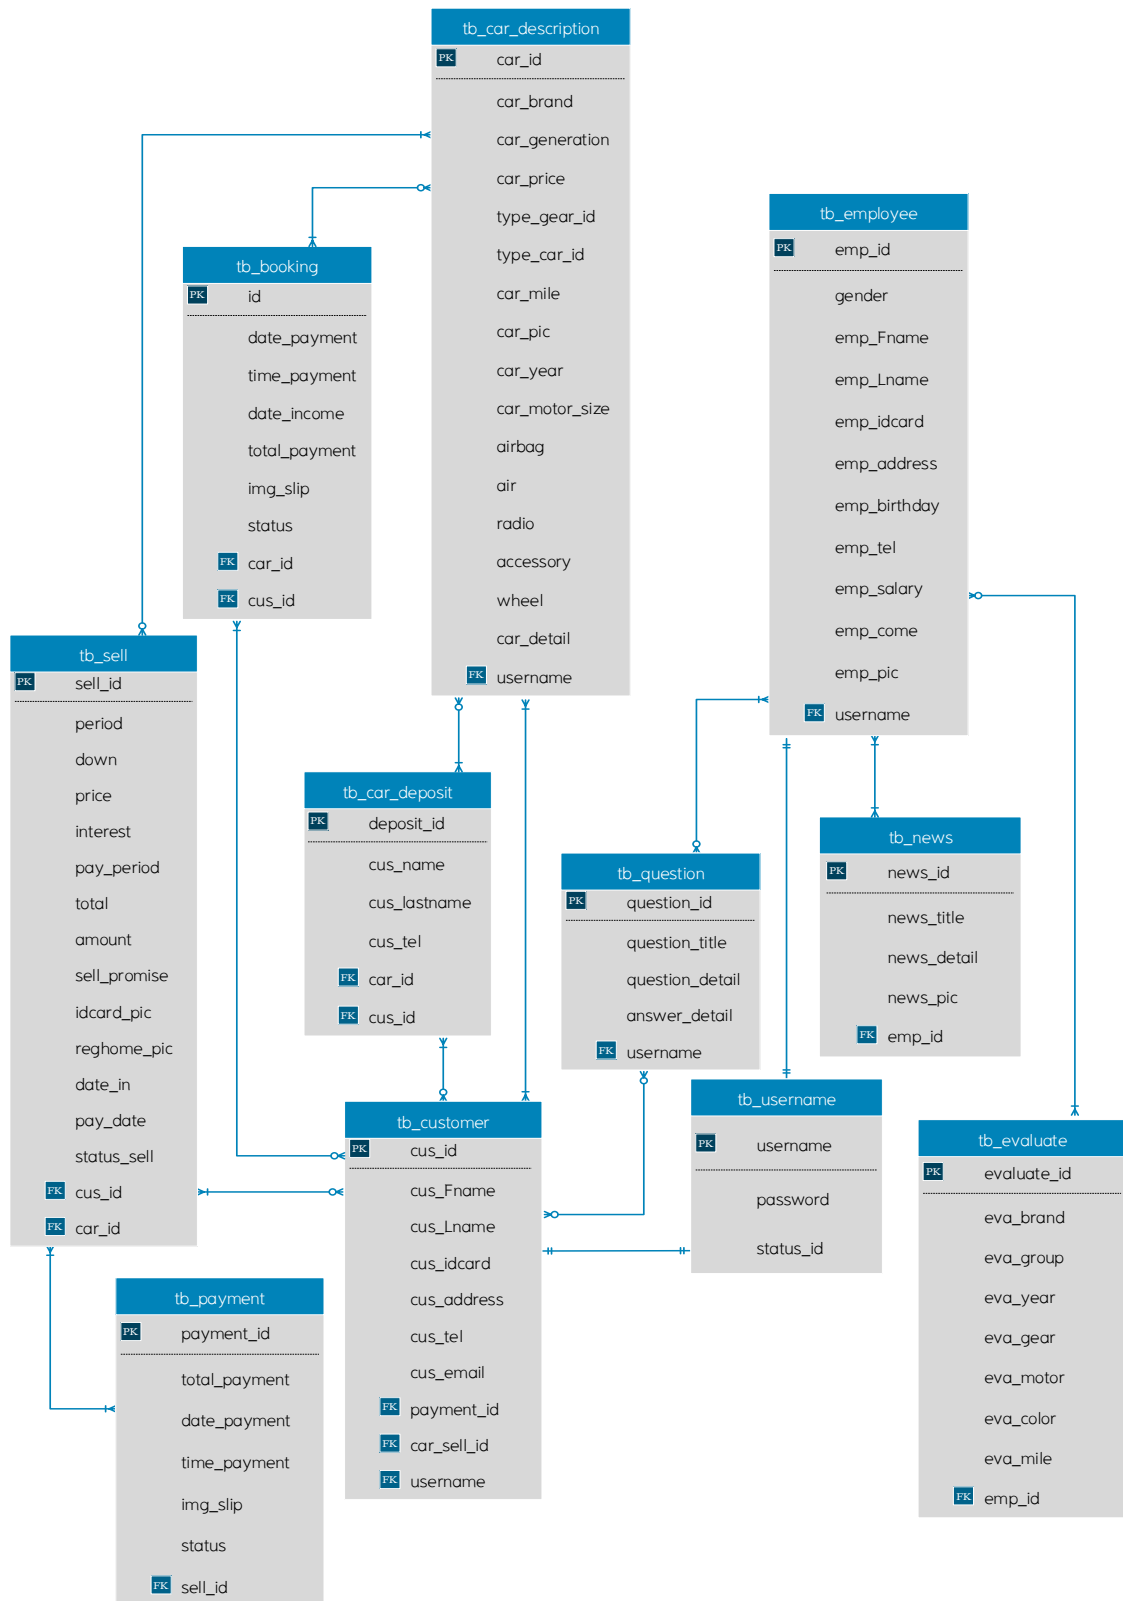 tb_car_description
PK car_id
car_brand
car_generation
car_price
type_gear_id
type_car_id
car_mile
car_pic
car_year
car_motor_size
airbag
air
radio
accessory
wheel
car_detail
FK username
tb_employee
PK emp_id
gender
emp_Fname
emp_Lname
emp_idcard
emp_address
emp_birthday
emp_tel
emp_salary
emp_come
emp_pic
FK username
tb_booking
PK id
date_payment
time_payment
date_income
total_payment
img_slip
status
FK car_id
FK cus_id
tb_sell
PK sell_id
period
down
price
interest
pay_period
total
amount
sell_promise
idcard_pic
reghome_pic
date_in
pay_date
status_sell
FK cus_id
FK car_id
tb_car_deposit
PK deposit_id
cus_name
cus_lastname
cus_tel
FK car_id
FK cus_id
tb_question
PK question_id
question_title
question_detail
answer_detail
FK username
tb_news
PK news_id
news_title
news_detail
news_pic
FK emp_id
tb_username
PK username
password
status_id
tb_customer
PK cus_id
cus_Fname
cus_Lname
cus_idcard
cus_address
cus_tel
cus_email
FK payment_id
FK car_sell_id
FK username
tb_evaluate
PK evaluate_id
eva_brand
eva_group
eva_year
eva_gear
eva_motor
eva_color
eva_mile
FK emp_id
tb_payment
PK payment_id
total_payment
date_payment
time_payment
img_slip
status
FK sell_id